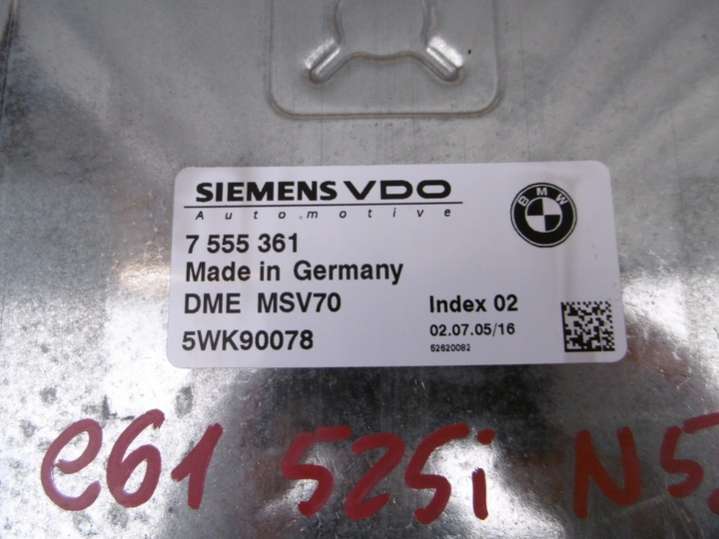 SIEMENS VDO
Automotive
BMW
7 555 361
Made in Germany
DME MSV70
Index 02
5WK90078
02.07.05/16
52620082
e61 525i N5